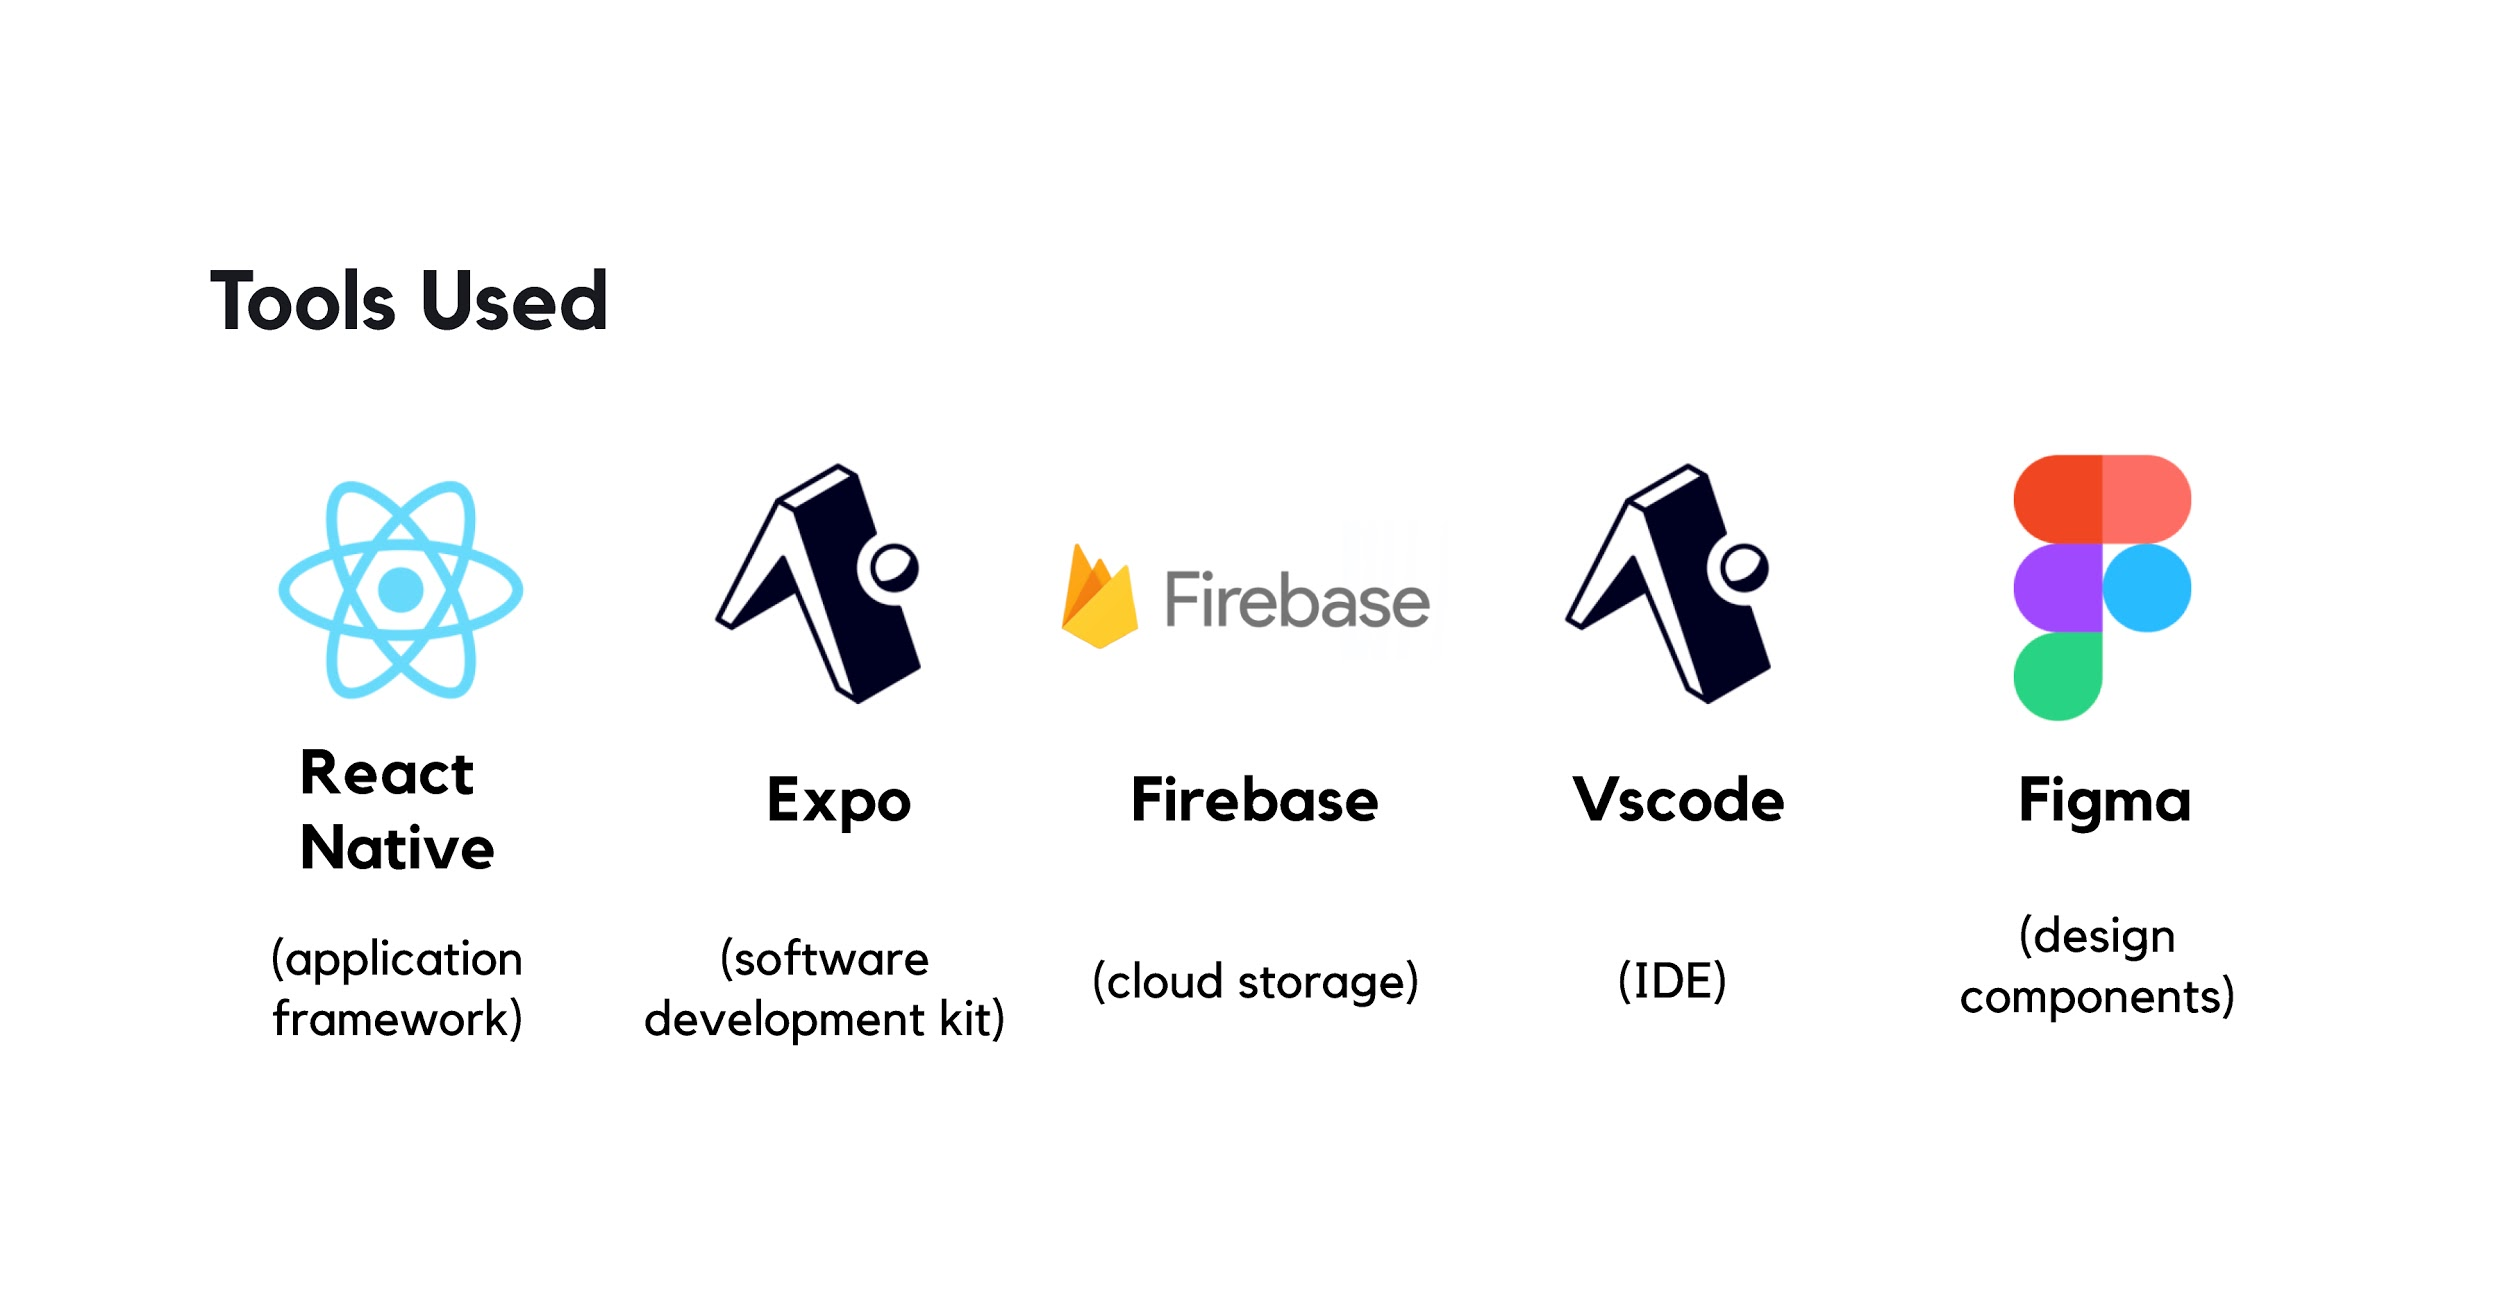 Tools Used
Firebase
React
Native
Expo
Firebase
Vscode
Figma
(application
framework)
(software
development kit)
(cloud storage)
(IDE)
(design
components)